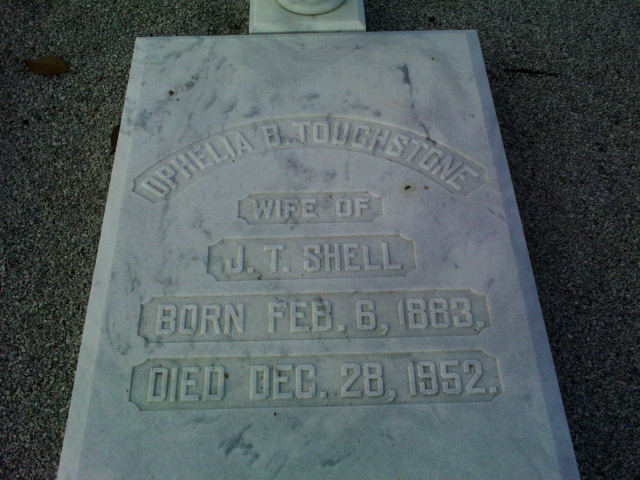 OPHELIA B. TOUCHSTONE
WIFE OF
J. T. SHELL
BORN FEB. 6, 1883,
DIED DEC. 28, 1952.